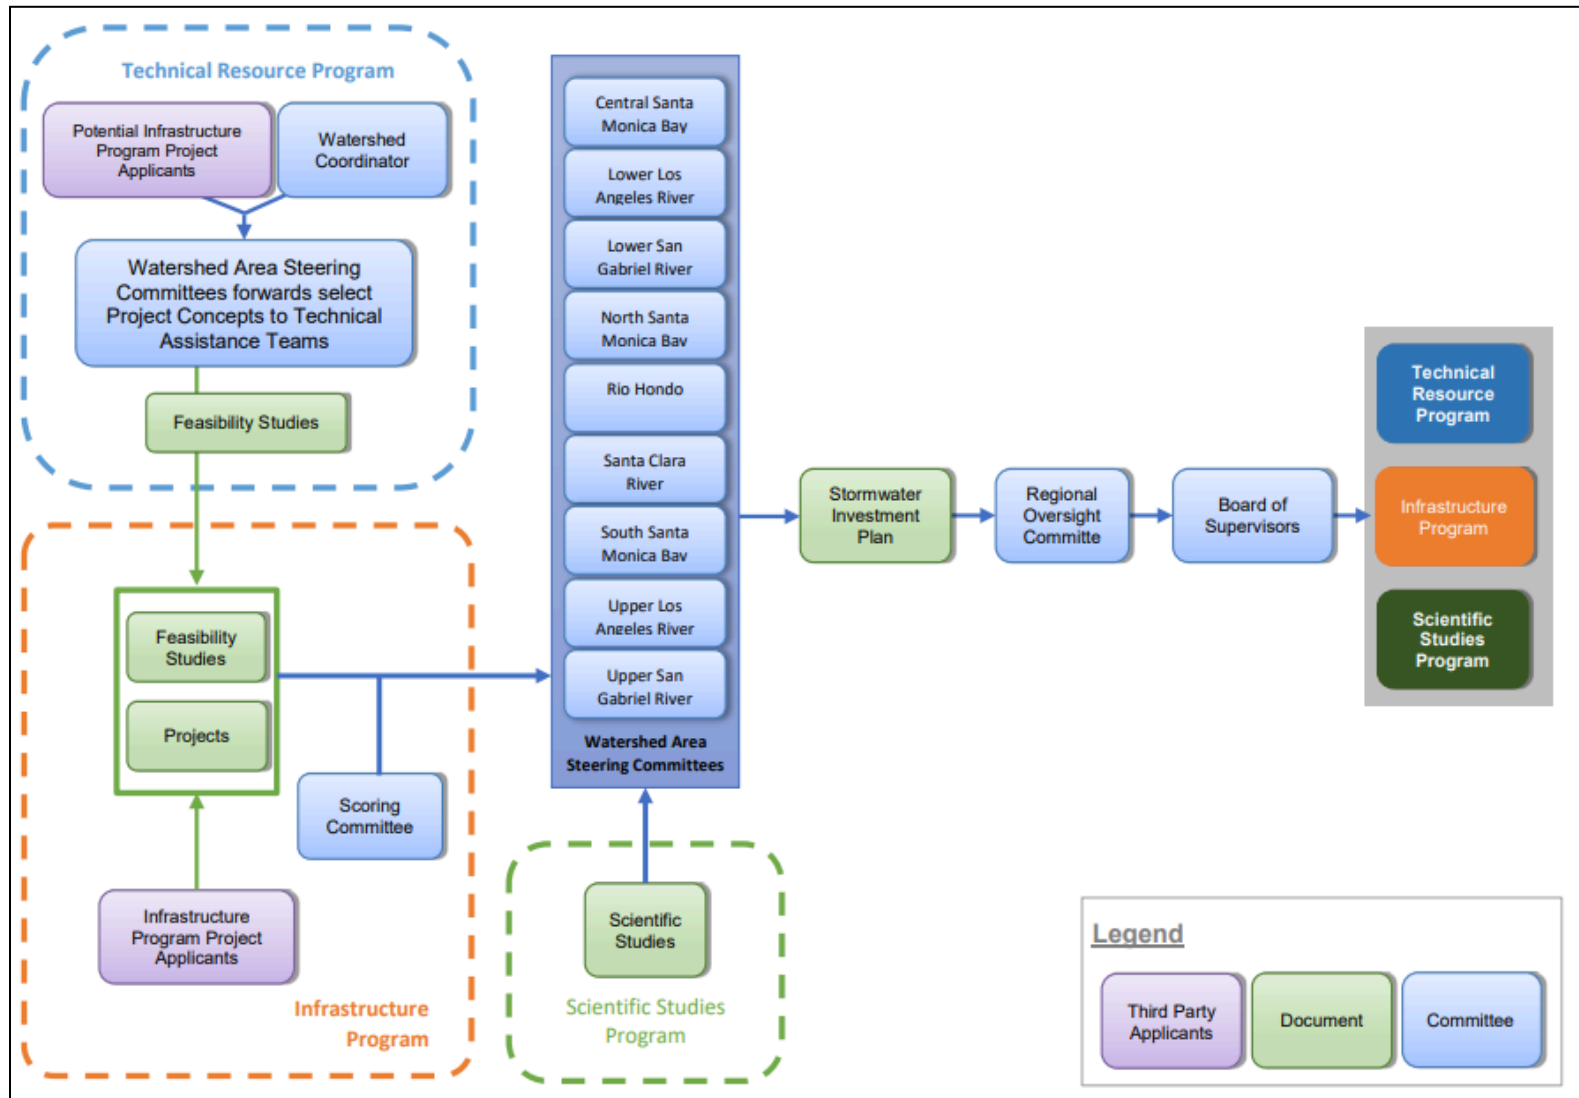 Technical Resource Program
Potential Infrastructure
Program Project
Applicants
Watershed
Coordinator
Watershed Area Steering
Committees forwards select
Project Concepts to Technical
Assistance Teams
Feasibility Studies
Feasibility
Studies
Projects
Scoring
Committee
Infrastructure
Program Project
Applicants
Infrastructure
Program
Central Santa
Monica Bay
Lower Los
Angeles River
Lower San
Gabriel River
North Santa
Monica Bay
Rio Hondo
Santa Clara
River
South Santa
Monica Bay
Upper Los
Angeles River
Upper San
Gabriel River
Watershed Area
Steering Committees
Scientific
Studies
Scientific Studies
Program
Stormwater
Investment
Plan
Regional
Oversight
Committe
Board of
Supervisors
Technical
Resource
Program
Infrastructure
Program
Scientific
Studies
Program
Legend
Third Party
Applicants
Document
Committee